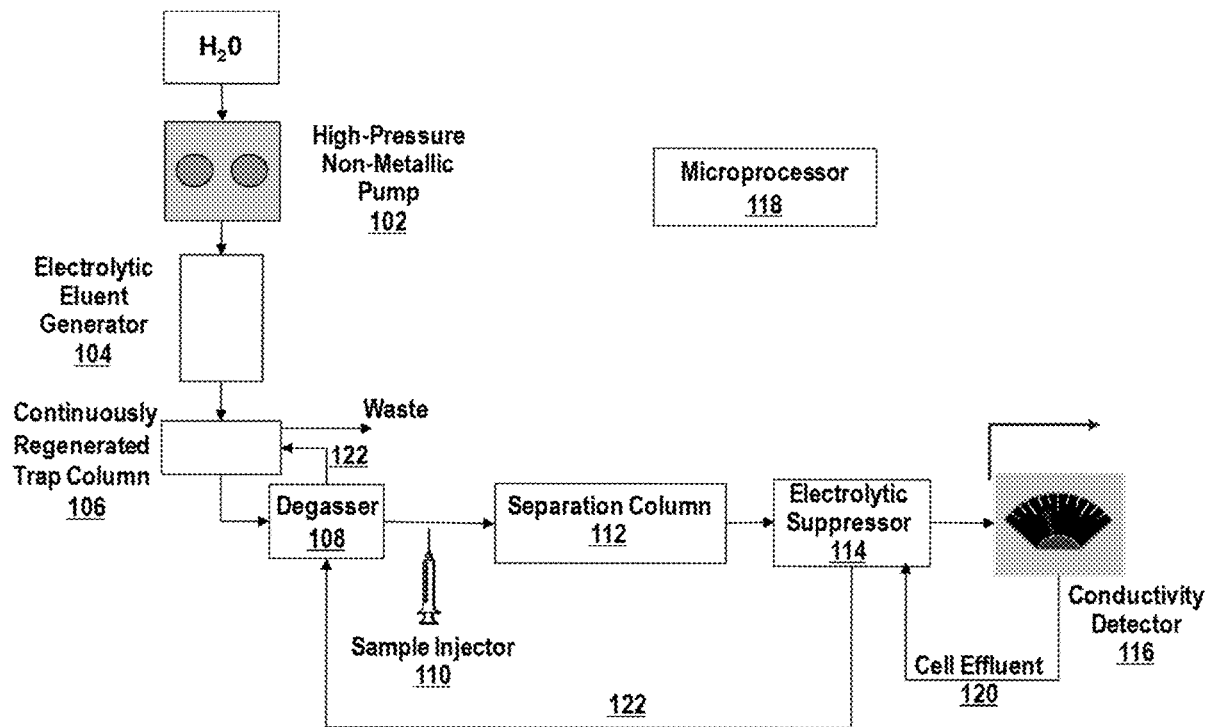 H₂0
High-Pressure
Non-Metallic
Pump
102
Microprocessor
118
Electrolytic
Eluent
Generator
104
Continuously
Regenerated
Trap Column
106
Waste
122
Degasser
108
Separation Column
112
Electrolytic
Suppressor
114
Sample Injector
110
Conductivity
Detector
116
Cell Effluent
120
122